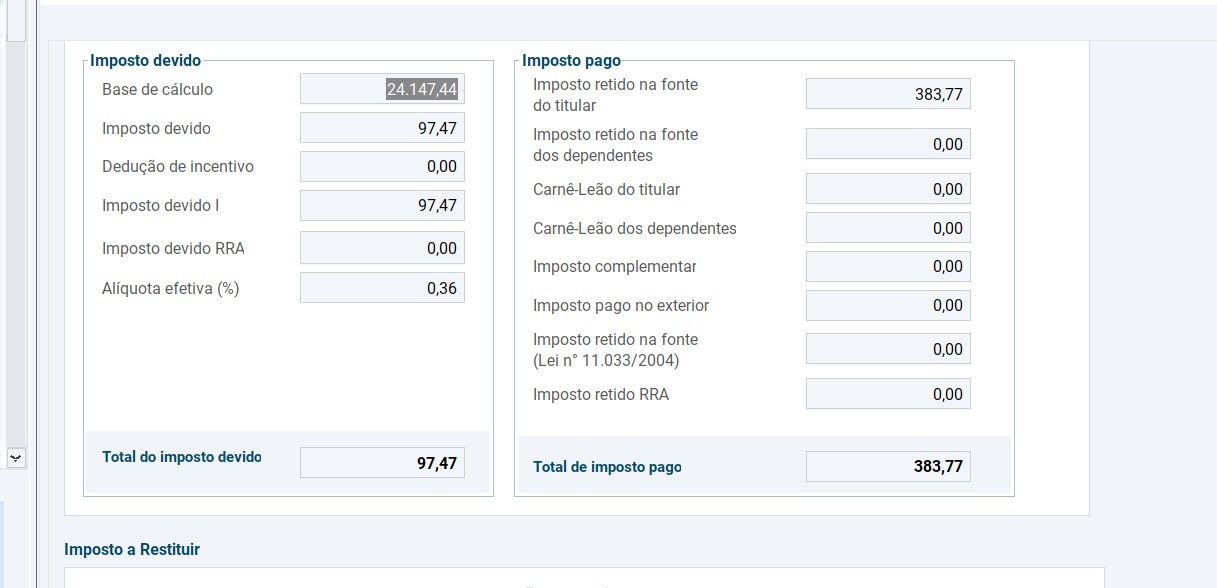 Imposto devido
Base de cálculo 24.147,44
Imposto devido 97,47
Dedução de incentivo 0,00
Imposto devido I 97,47
Imposto devido RRA 0,00
Alíquota efetiva (%) 0,36
Total do imposto devido 97,47
Imposto pago
Imposto retido na fonte
do titular 383,77
Imposto retido na fonte
dos dependentes 0,00
Carnê-Leão do titular 0,00
Carnê-Leão dos dependentes 0,00
Imposto complementar 0,00
Imposto pago no exterior 0,00
Imposto retido na fonte
(Lei n° 11.033/2004) 0,00
Imposto retido RRA 0,00
Total de imposto pago 383,77
Imposto a Restituir